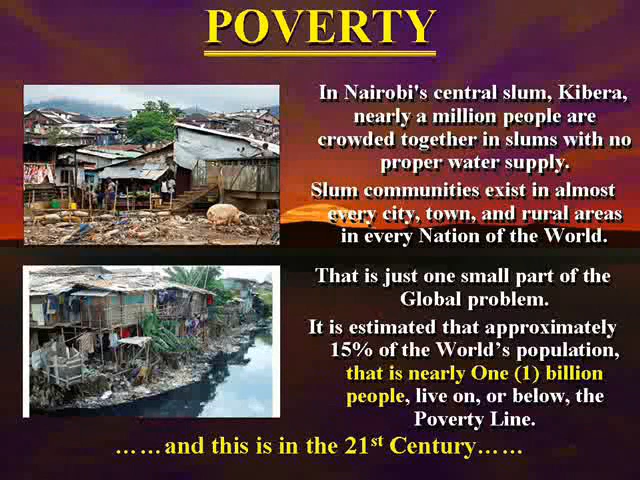 POVERTY
In Nairobi's central slum, Kibera,
nearly a million people are
crowded together in slums with no
proper water supply.
Slum communities exist in almost
every city, town, and rural areas
in every Nation of the World.
That is just one small part of the
Global problem.
It is estimated that approximately
15% of the World’s population,
that is nearly One (1) billion
people, live on, or below, the
Poverty Line.
……and this is in the 21st Century……